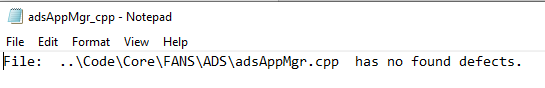 adsAppMgr_cpp - Notepad
File Edit Format View Help
File:  ..\Code\Core\FANS\ADS\adsAppMgr.cpp  has no found defects.